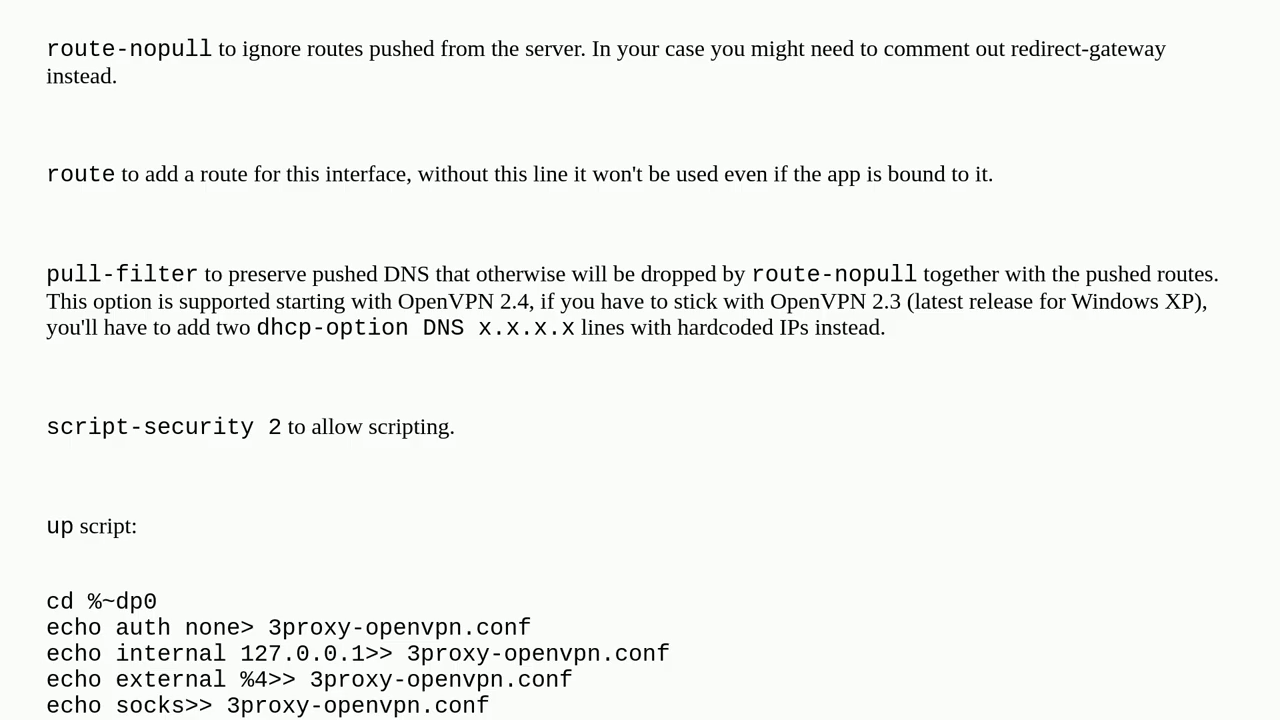 route-nopull to ignore routes pushed from the server. In your case you might need to comment out redirect-gateway
instead.
route to add a route for this interface, without this line it won't be used even if the app is bound to it.
pull-filter to preserve pushed DNS that otherwise will be dropped by route-nopull together with the pushed routes.
This option is supported starting with OpenVPN 2.4, if you have to stick with OpenVPN 2.3 (latest release for Windows XP),
you'll have to add two dhcp-option DNS x.x.x.x lines with hardcoded IPs instead.
script-security 2 to allow scripting.
up script:
cd %~dp0
echo auth none> 3proxy-openvpn.conf
echo internal 127.0.0.1>> 3proxy-openvpn.conf
echo external %4>> 3proxy-openvpn.conf
echo socks>> 3proxy-openvpn.conf